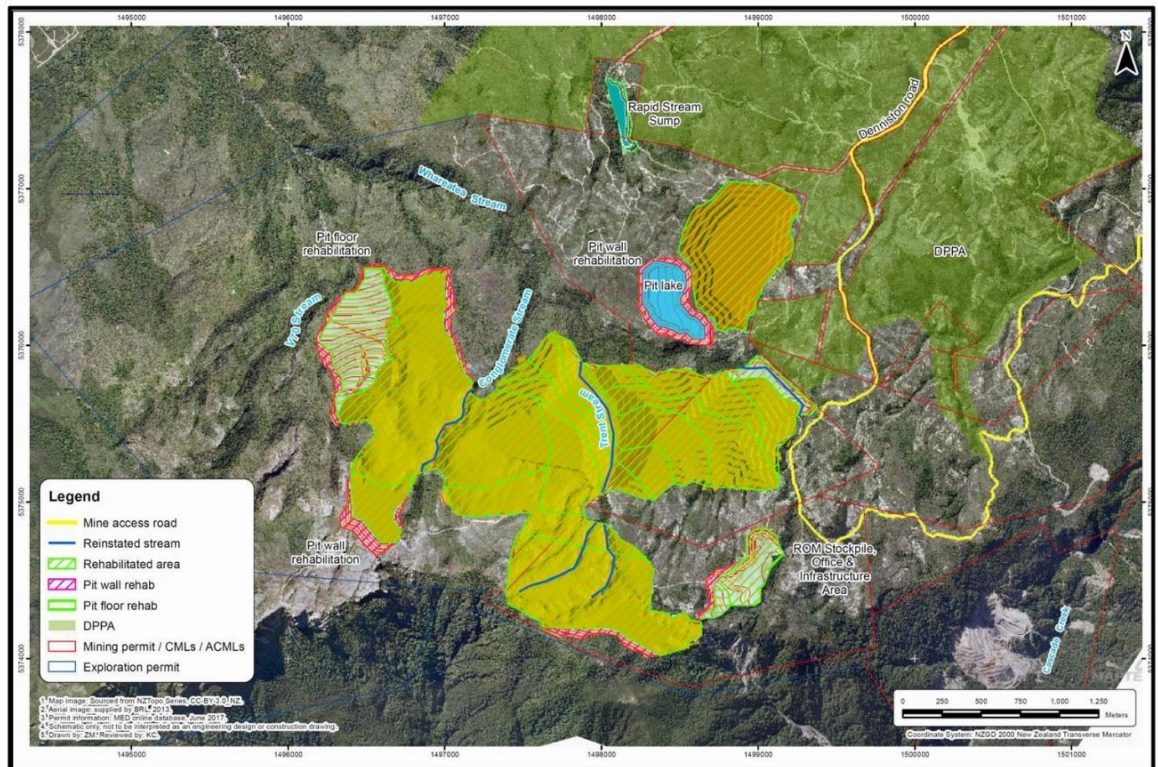 1495000
1496000
1497000
1498000
1499000
1500000
1501000
5378000
5378000
N
Rapid Stream
Sump
Denniston road
Whareatea Stream
5377000
5377000
Pit floor
rehabilitation
Pit wall
rehabilitation
DPPA
Pit lake
Conglomerate Stream
5376000
Trent Stream
Legend
Mine access road
Reinstated stream
Rehabilitated area
Pit wall rehab
Pit floor rehab
DPPA
Mining permit / CMLs / ACMLs
Exploration permit
5375000
Pit wall
rehabilitation
ROM Stockpile,
Office &
Infrastructure
Area
Cascade Creek
5374000
1. Map image: Sourced from NZTopo Series, CC-BY-3.0_NZ.
2. Aerial image: supplied by BRL, 2013.
3. Permit information: MED online database, June 2017.
4. Schematic only, not to be interpreted as an engineering design or construction drawing.
5. Drawn by: ZM. Reviewed by: KC.
0 250 500 750 1,000 1,250
Meters
Coordinate System: NZGD 2000 New Zealand Transverse Mercator
1495000
1496000
1497000
1498000
1499000
1500000
1501000